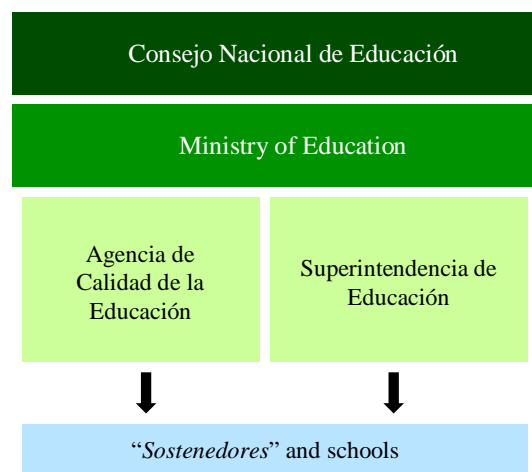 Consejo Nacional de Educación
Ministry of Education
Agencia de
Calidad de la
Educación
Superintendencia de
Educación
“Sostenedores” and schools